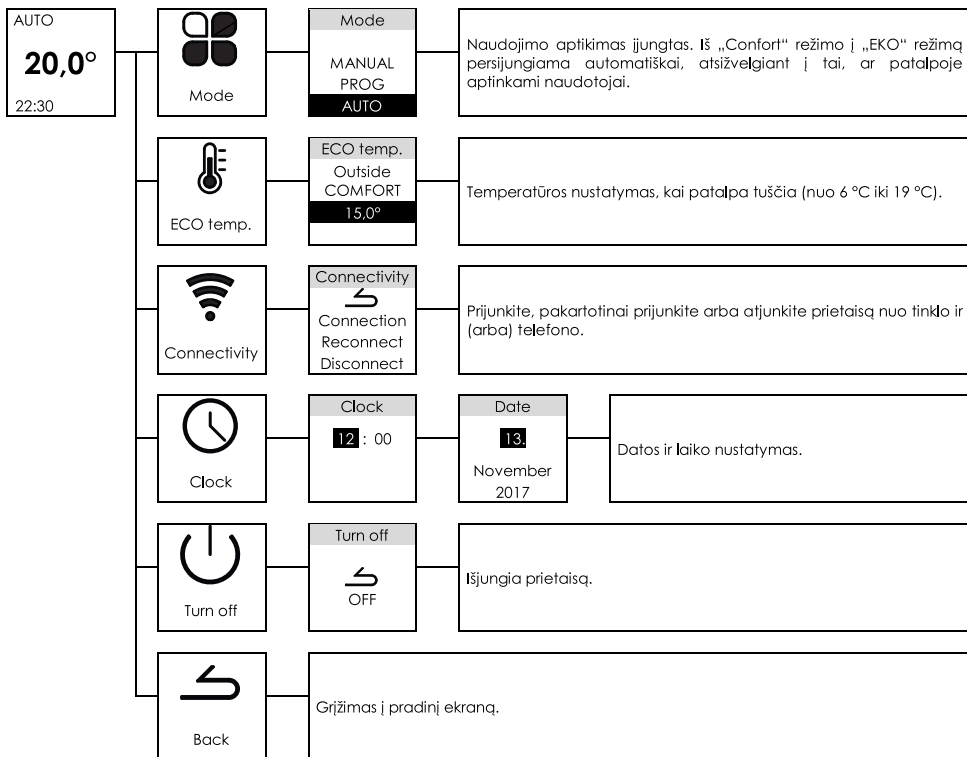 AUTO
20,0°
22:30
Mode
Mode
MANUAL
PROG
AUTO
Naudojimo aptikimas įjungtas. Iš „Confort“ režimo į „EKO“ režimą
persijungiama automatiškai, atsižvelgiant į tai, ar patalpoje
aptinkami naudotojai.
ECO temp.
ECO temp.
Outside
COMFORT
15,0°
Temperatūros nustatymas, kai patalpa tuščia (nuo 6 °C iki 19 °C).
Connectivity
Connectivity
Connection
Reconnect
Disconnect
Prijunkite, pakartotinai prijunkite arba atjunkite prietaisą nuo tinklo ir
(arba) telefono.
Clock
Clock
12 : 00
Date
13.
November
2017
Datos ir laiko nustatymas.
Turn off
Turn off
OFF
Išjungia prietaisą.
Back
Grįžimas į pradinį ekraną.